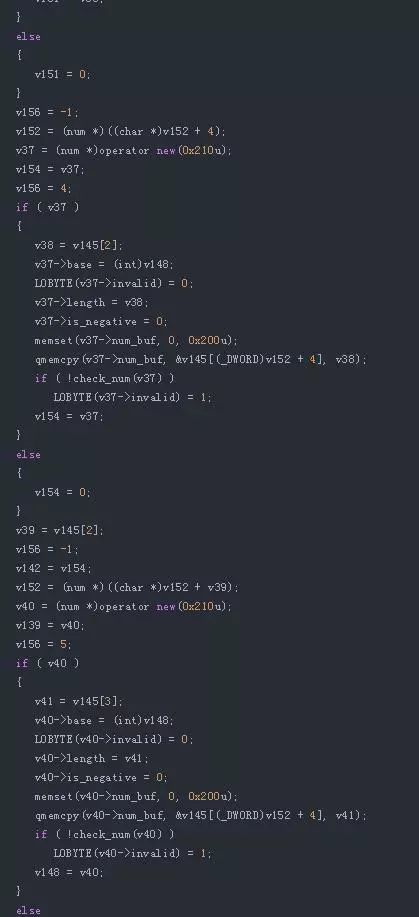 }
else
{
v151 = 0;
}
v156 = -1;
v152 = (num *)((char *)v152 + 4);
v37 = (num *)operator new(0x210u);
v154 = v37;
v156 = 4;
if ( v37 )
{
v38 = v145[2];
v37->base = (int)v148;
LOBYTE(v37->invalid) = 0;
v37->length = v38;
v37->is_negative = 0;
memset(v37->num_buf, 0, 0x200u);
qmemcpy(v37->num_buf, &v145[(_DWORD)v152 + 4], v38);
if ( !check_num(v37) )
LOBYTE(v37->invalid) = 1;
v154 = v37;
}
else
{
v154 = 0;
}
v39 = v145[2];
v156 = -1;
v142 = v154;
v152 = (num *)((char *)v152 + v39);
v40 = (num *)operator new(0x210u);
v139 = v40;
v156 = 5;
if ( v40 )
{
v41 = v145[3];
v40->base = (int)v148;
LOBYTE(v40->invalid) = 0;
v40->length = v41;
v40->is_negative = 0;
memset(v40->num_buf, 0, 0x200u);
qmemcpy(v40->num_buf, &v145[(_DWORD)v152 + 4], v41);
if ( !check_num(v40) )
LOBYTE(v40->invalid) = 1;
v148 = v40;
}
else